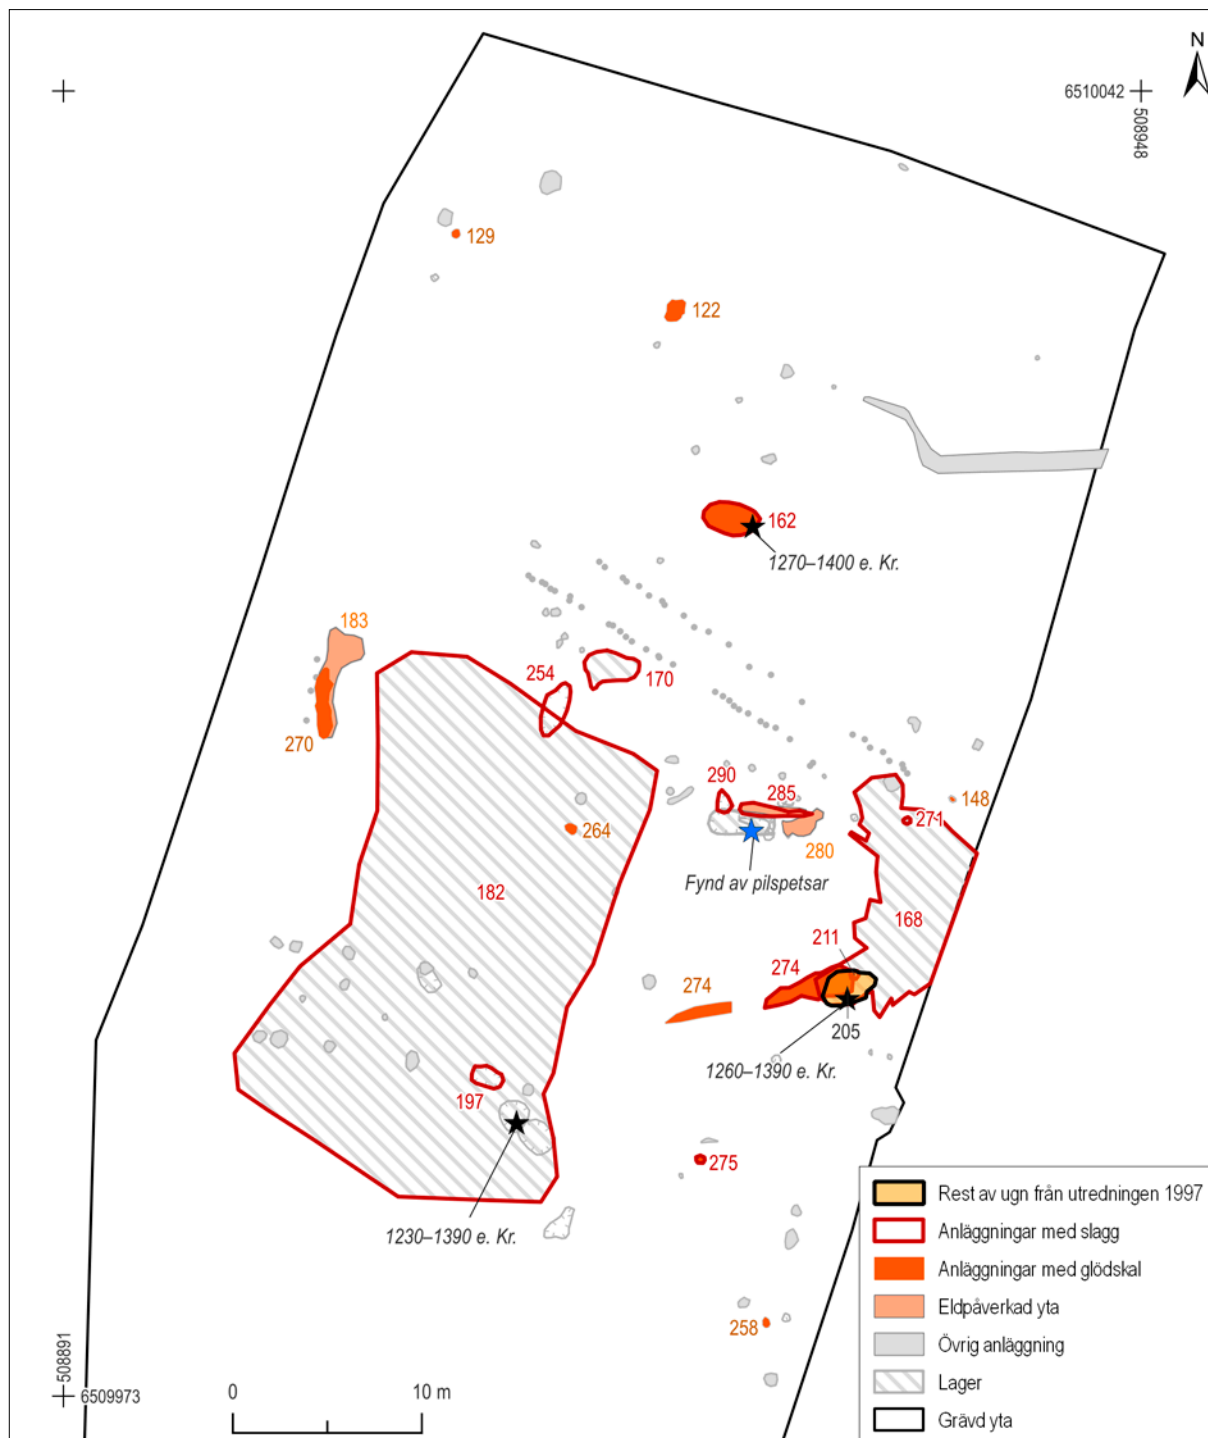 N
6510042
508948
129
122
162
1270–1400 e. Kr.
183
254
170
270
290
285
148
271
264
280
Fynd av pilspetsar
182
168
211
274
274
205
1260–1390 e. Kr.
197
275
1230–1390 e. Kr.
258
508891
6509973
0
10 m
Rest av ugn från utredningen 1997
Anläggningar med slagg
Anläggningar med glödskal
Eldpåverkad yta
Övrig anläggning
Lager
Grävd yta